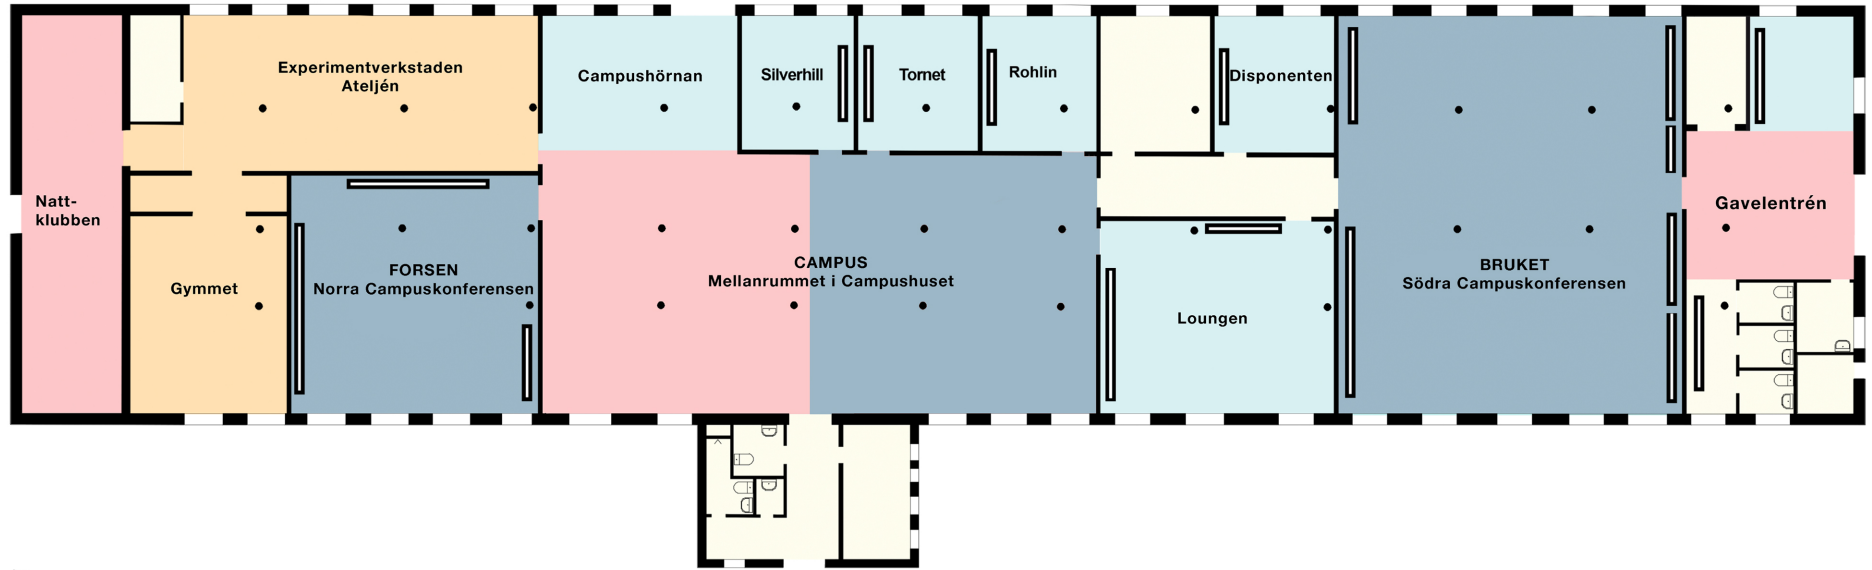 Natt-
klubben
Experimentverkstaden
Ateljén
Gymmet
FORSEN
Norra Campuskonferensen
Campushörnan
Silverhill
Tornet
Rohlin
CAMPUS
Mellanrummet i Campushuset
Disponenten
Loungen
BRUKET
Södra Campuskonferensen
Gavelentrén